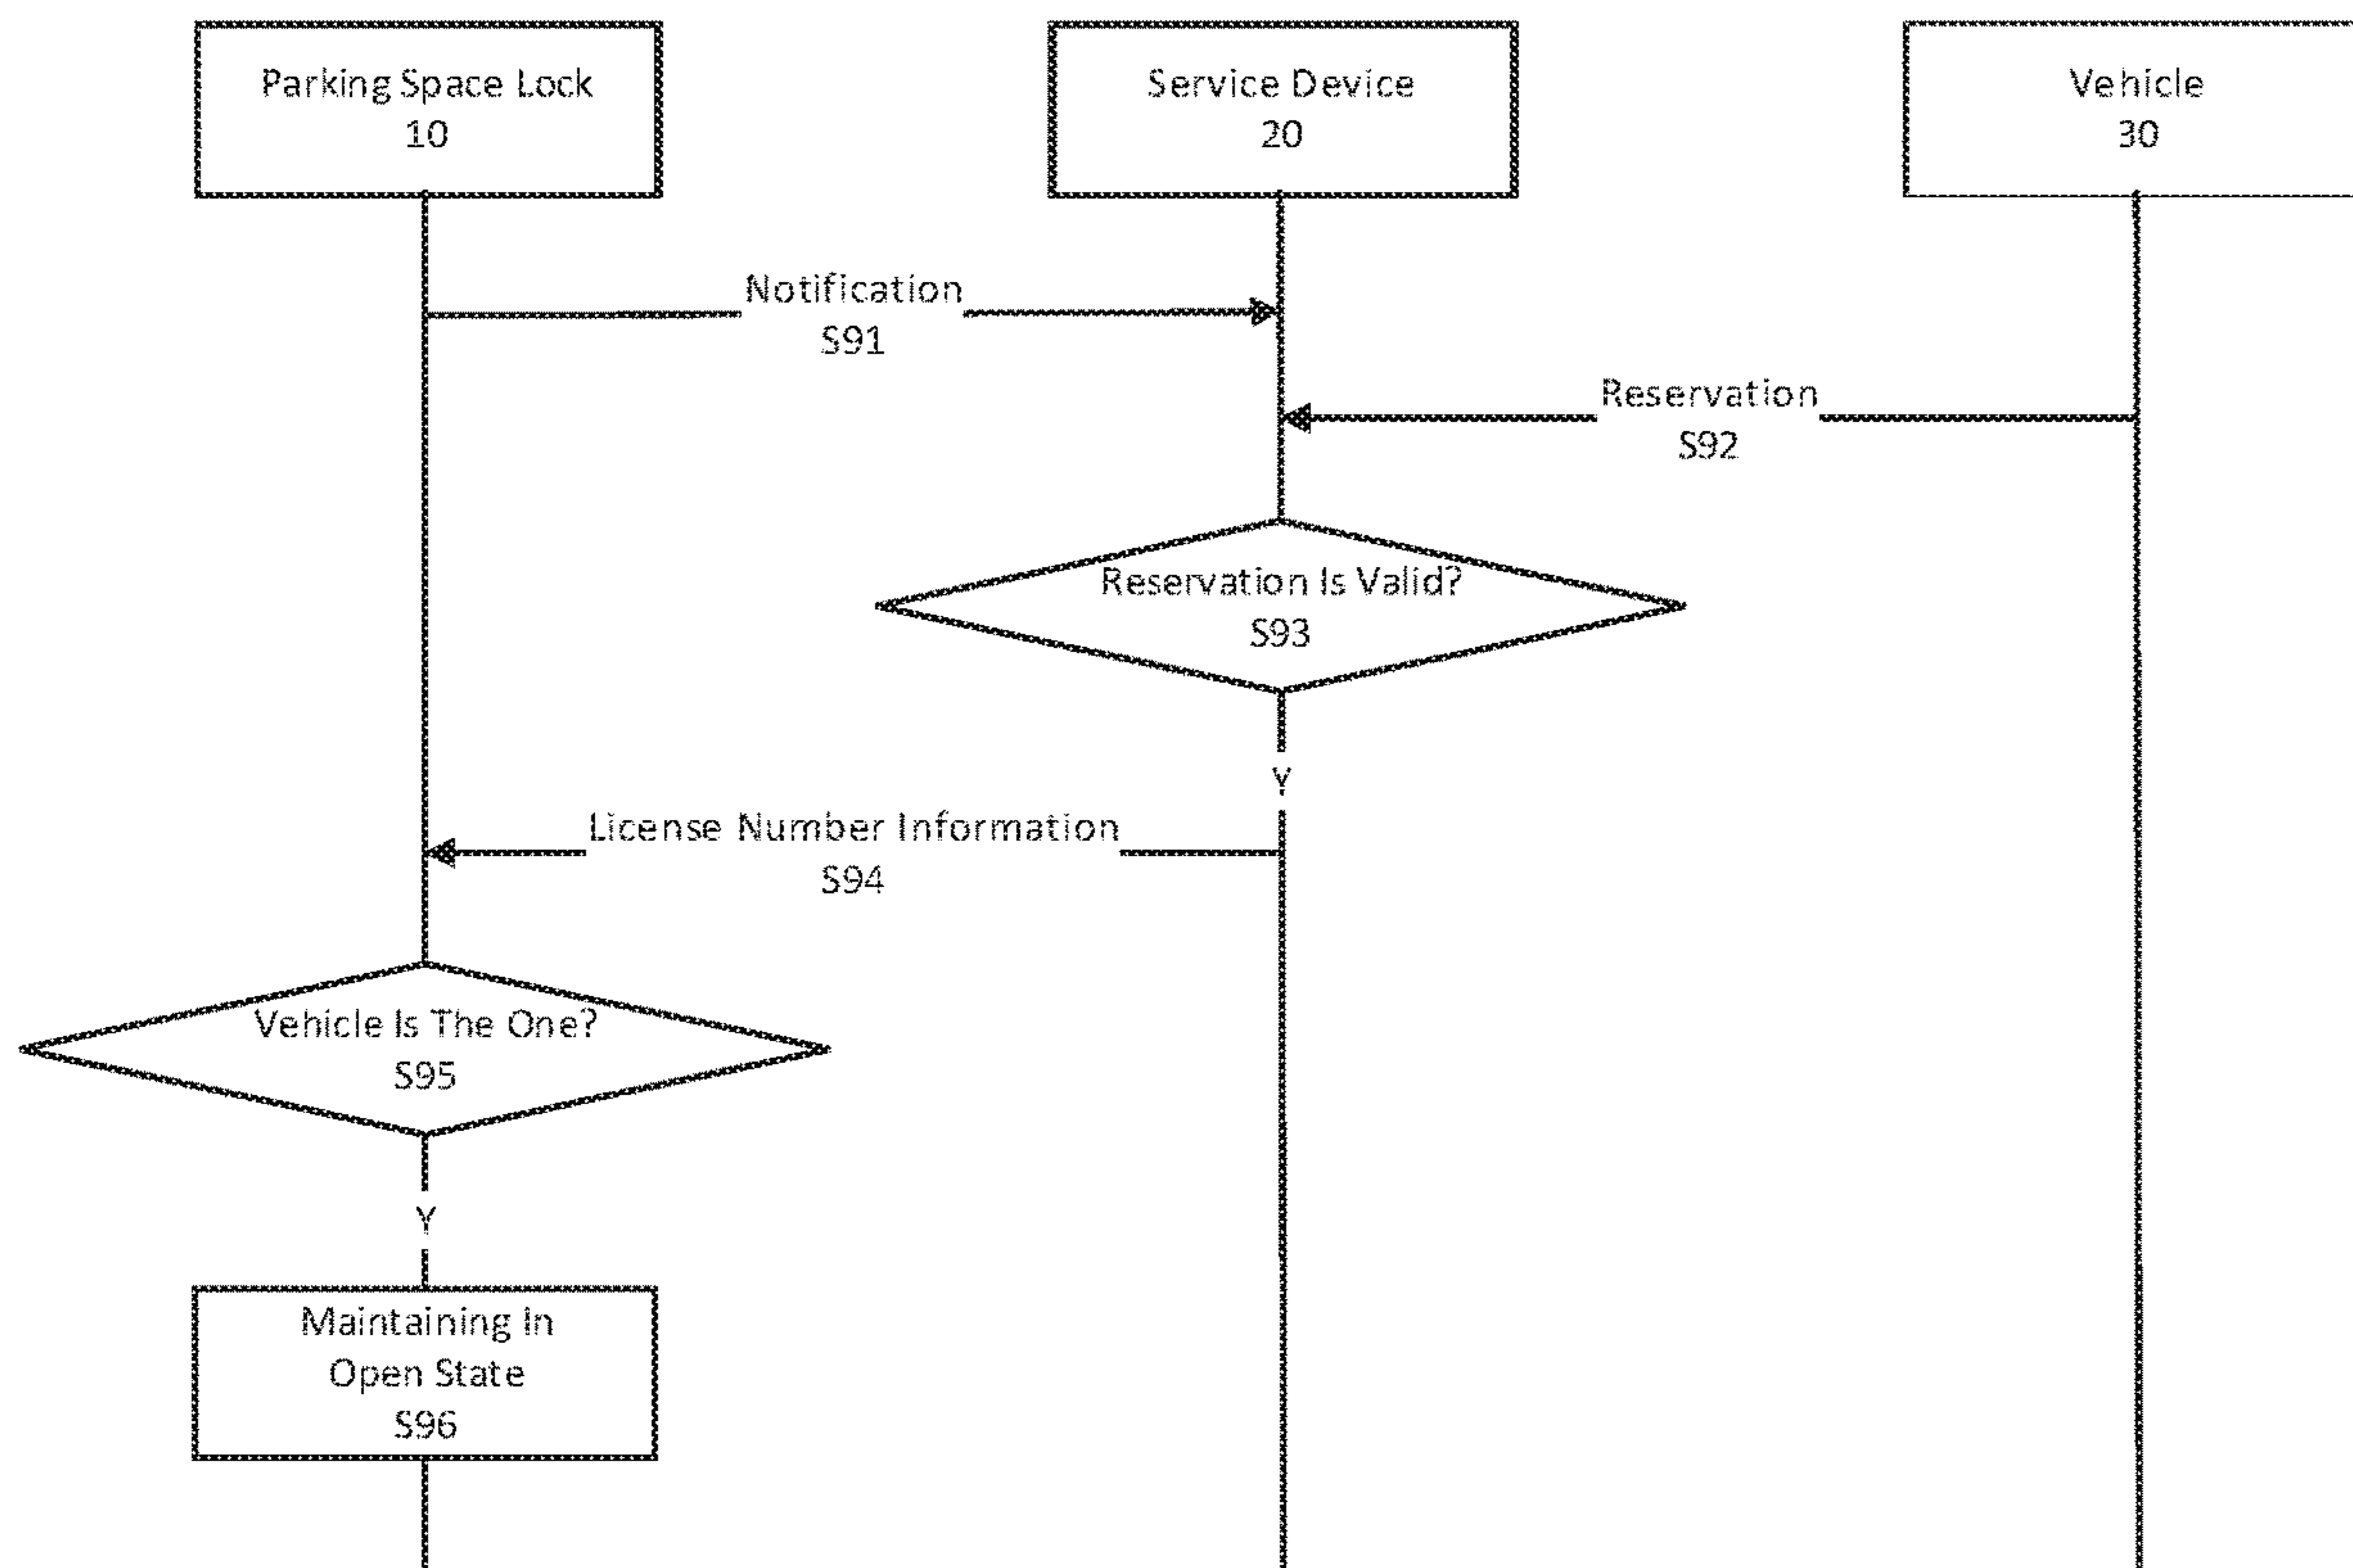 Parking Space Lock
10
Service Device
20
Vehicle
30
Notification
S91
Reservation
S92
Reservation Is Valid?
S93
Y
License Number Information
S94
Vehicle Is The One?
S95
Y
Maintaining In
Open State
S96